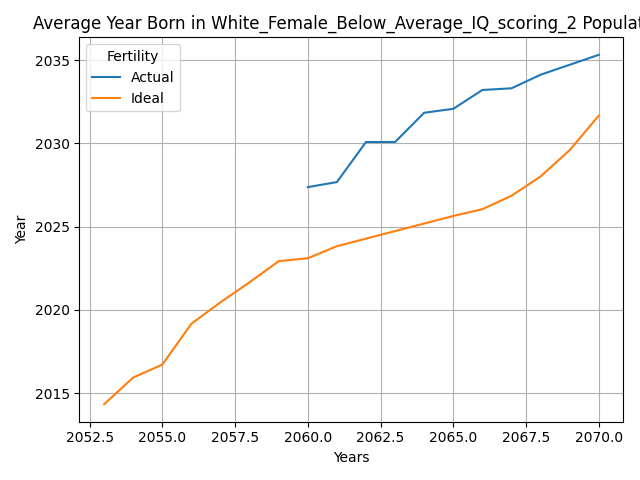 Average Year Born in White_Female_Below_Average_IQ_scoring_2 Populat
Fertility
Actual
Ideal
Year
2035
2030
2025
2020
2015
2052.5 2055.0 2057.5 2060.0 2062.5 2065.0 2067.5 2070.0
Years